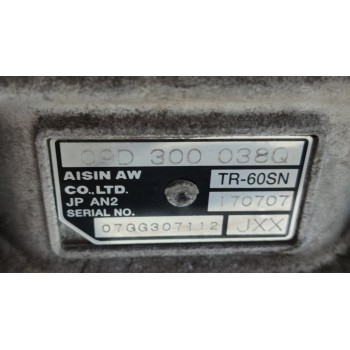 09D 300 038Q
AISIN AW
CO.,LTD.
JP AN2
SERIAL NO.
TR-60SN
170707
07GG307112
JXX